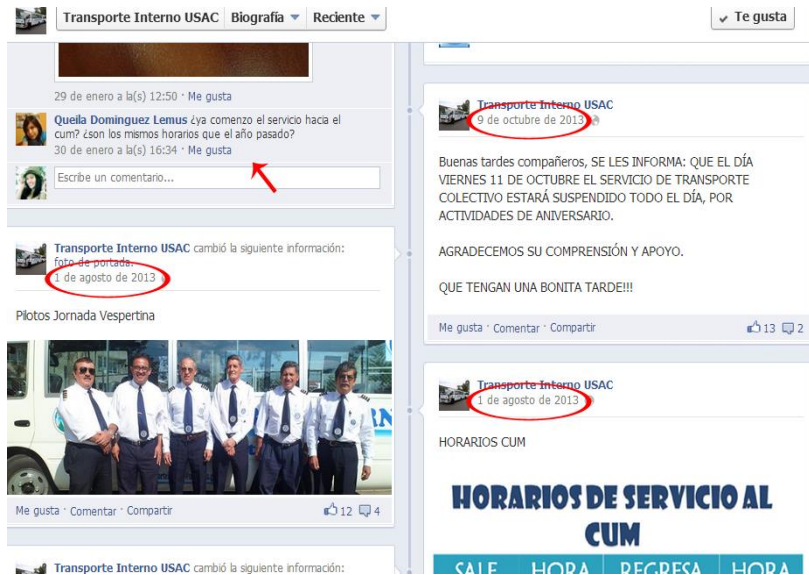 Transporte Interno USAC Biografía Reciente
Te gusta
29 de enero a la(s) 12:50 · Me gusta
Queila Dominguez Lemus ¿ya comenzo el servicio hacia el
cum? ¿son los mismos horarios que el año pasado?
30 de enero a la(s) 16:34 · Me gusta
Escribe un comentario...
Transporte Interno USAC cambió la siguiente información:
foto de portada.
1 de agosto de 2013
Pilotos Jornada Vespertina
Me gusta · Comentar · Compartir 12 4
Transporte Interno USAC cambió la siguiente información:
Transporte Interno USAC
9 de octubre de 2013
Buenas tardes compañeros, SE LES INFORMA: QUE EL DÍA
VIERNES 11 DE OCTUBRE EL SERVICIO DE TRANSPORTE
COLECTIVO ESTARÁ SUSPENDIDO TODO EL DÍA, POR
ACTIVIDADES DE ANIVERSARIO.
AGRADECEMOS SU COMPRENSIÓN Y APOYO.
QUE TENGAN UNA BONITA TARDE!!!
Me gusta · Comentar · Compartir 13 2
Transporte Interno USAC
1 de agosto de 2013
HORARIOS CUM
HORARIOS DE SERVICIO AL
CUM
SALE HORA REGRESA HORA